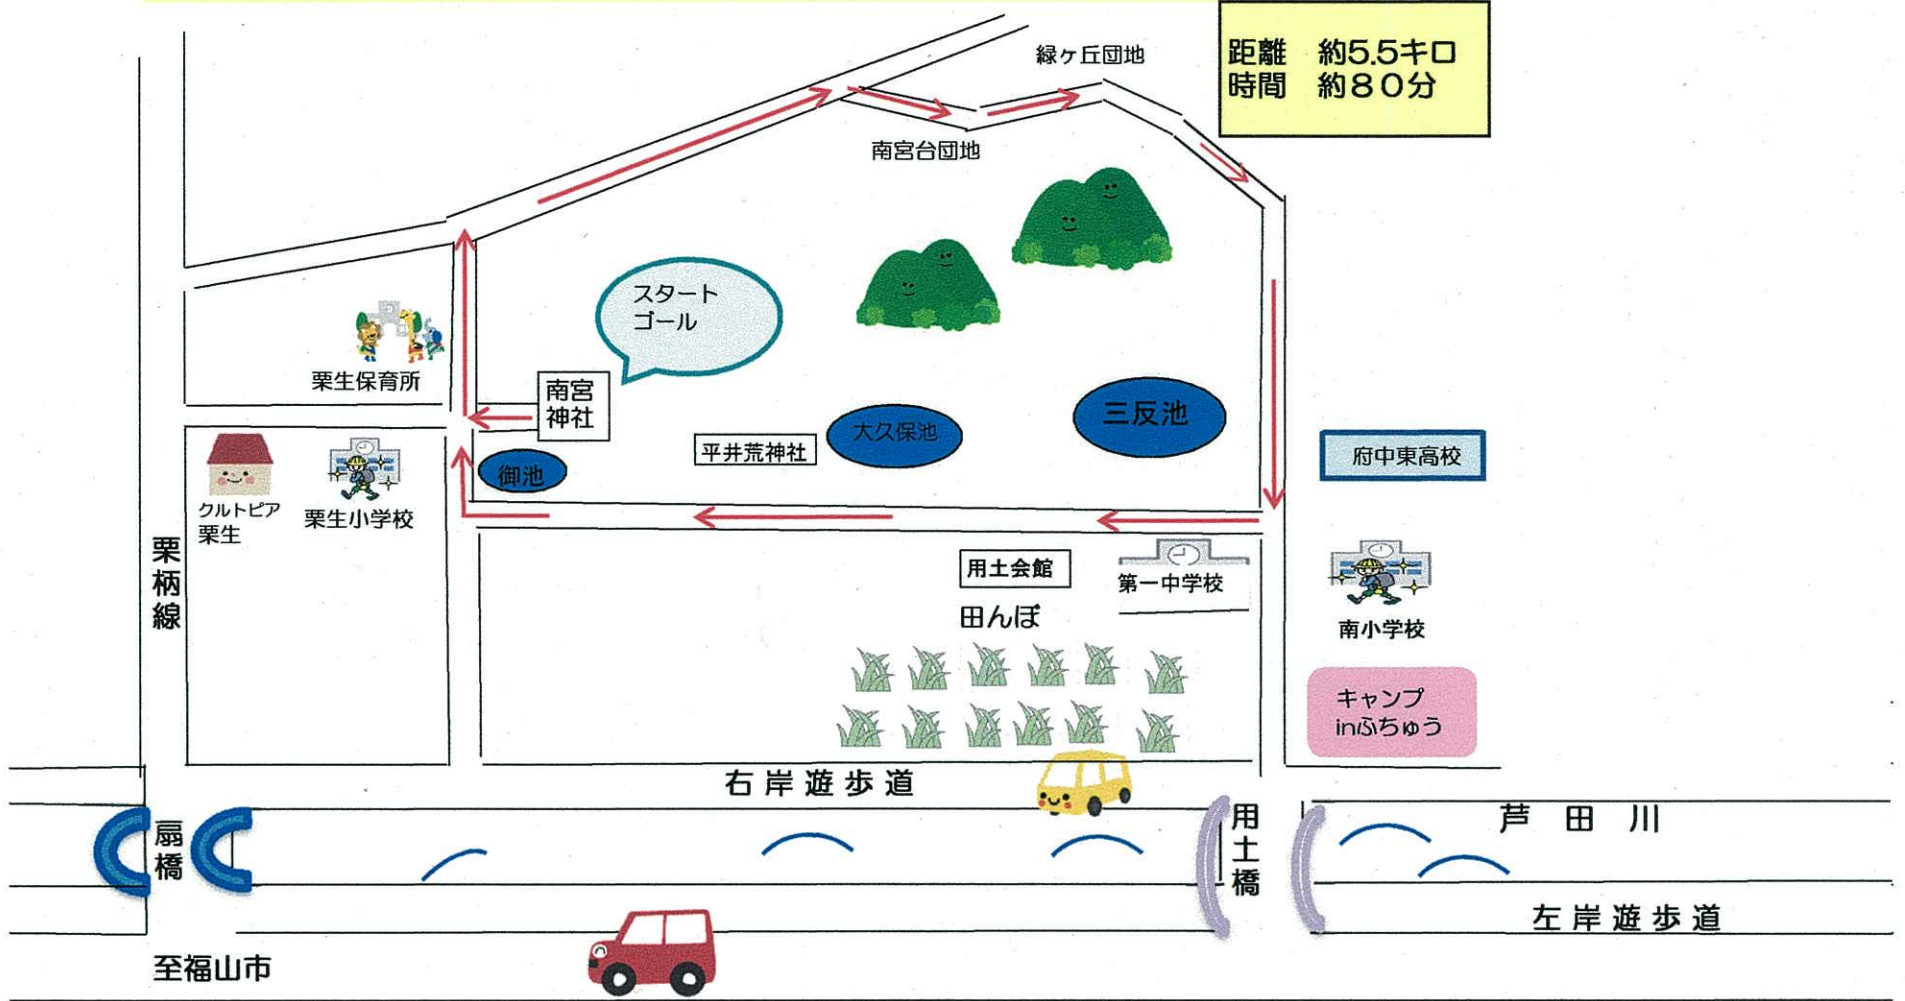 距離　約5.5キロ
時間　約８０分
緑ヶ丘団地
南宮台団地
スタート
ゴール
栗生保育所
南宮
神社
三反池
大久保池
平井荒神社
御池
府中東高校
クルトピア
栗生
栗生小学校
栗柄線
用土会館
第一中学校
田んぼ
南小学校
キャンプ
inふちゅう
右岸遊歩道
扇橋
用土橋
芦田川
左岸遊歩道
至福山市